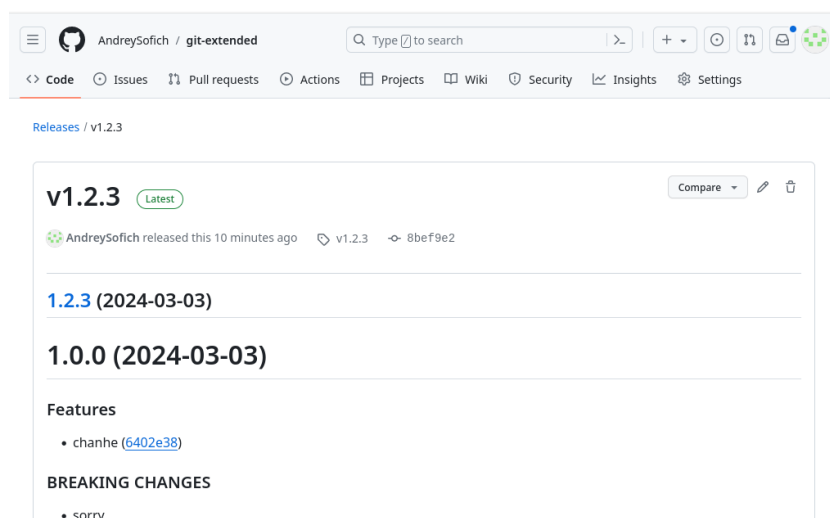 AndreySofich / git-extended
Type / to search
Code Issues Pull requests Actions Projects Wiki Security Insights Settings
Releases / v1.2.3
v1.2.3 Latest
Compare
AndreySofich released this 10 minutes ago v1.2.3 8bef9e2
1.2.3 (2024-03-03)
1.0.0 (2024-03-03)
Features
• chanhe (6402e38)
BREAKING CHANGES
• sorry